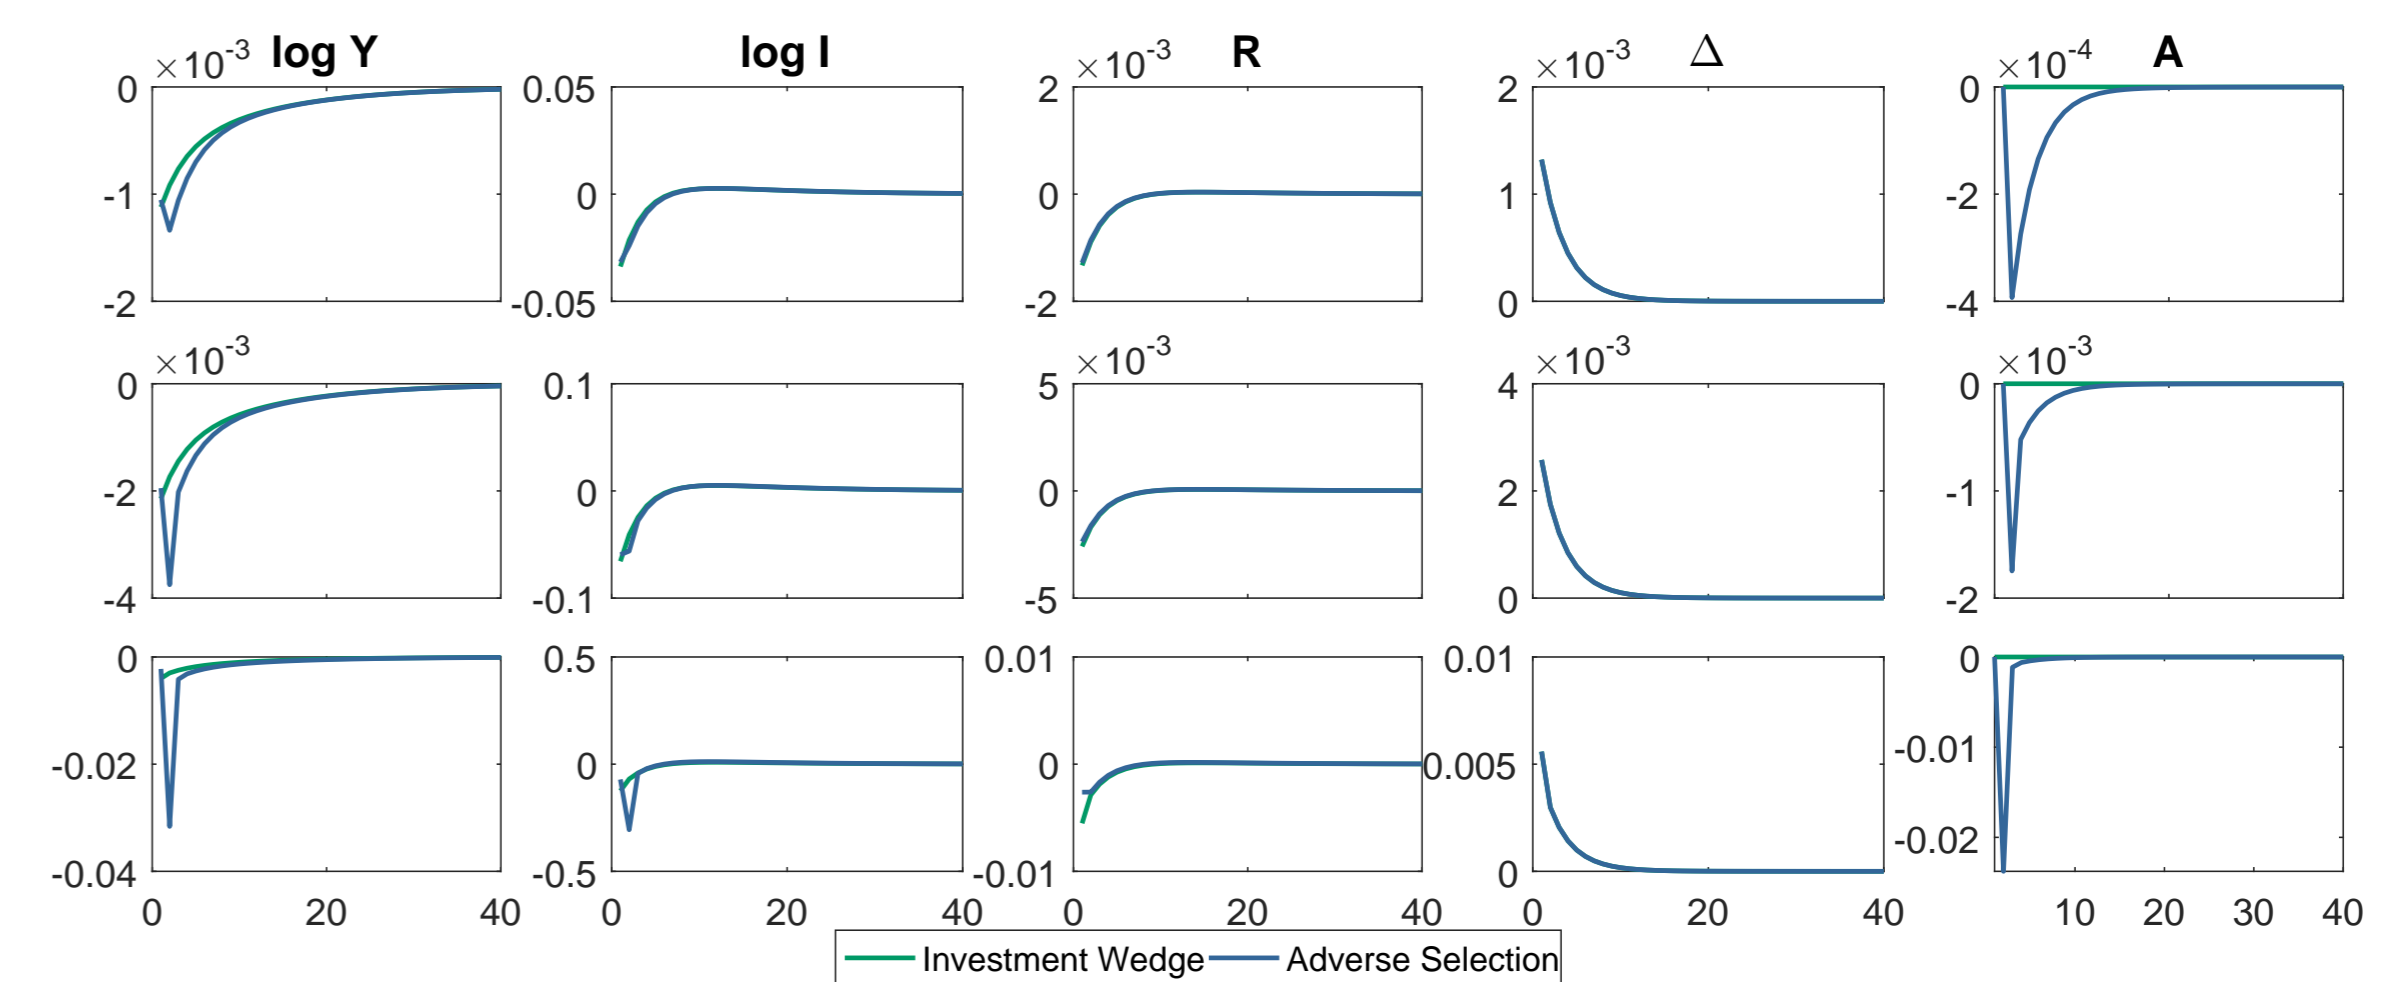 log Y log I R Δ A
×10-3 ×10-3 ×10-3 ×10-4
0 0.05 2 2 0
-1 0 0 1 -2
-2 -0.05 -2 0 -4
×10-3 ×10-3 ×10-3 ×10-3
0 0.1 5 4 0
-2 0 0 2 -1
-4 -0.1 -5 0 -2
0 0.5 0.01 0.01 0
-0.01
-0.02 0 0 0.005
-0.02
-0.04 -0.5 -0.01 0
0 20 40 0 20 40 0 20 40 0 20 40 10 20 30 40
Investment Wedge Adverse Selection